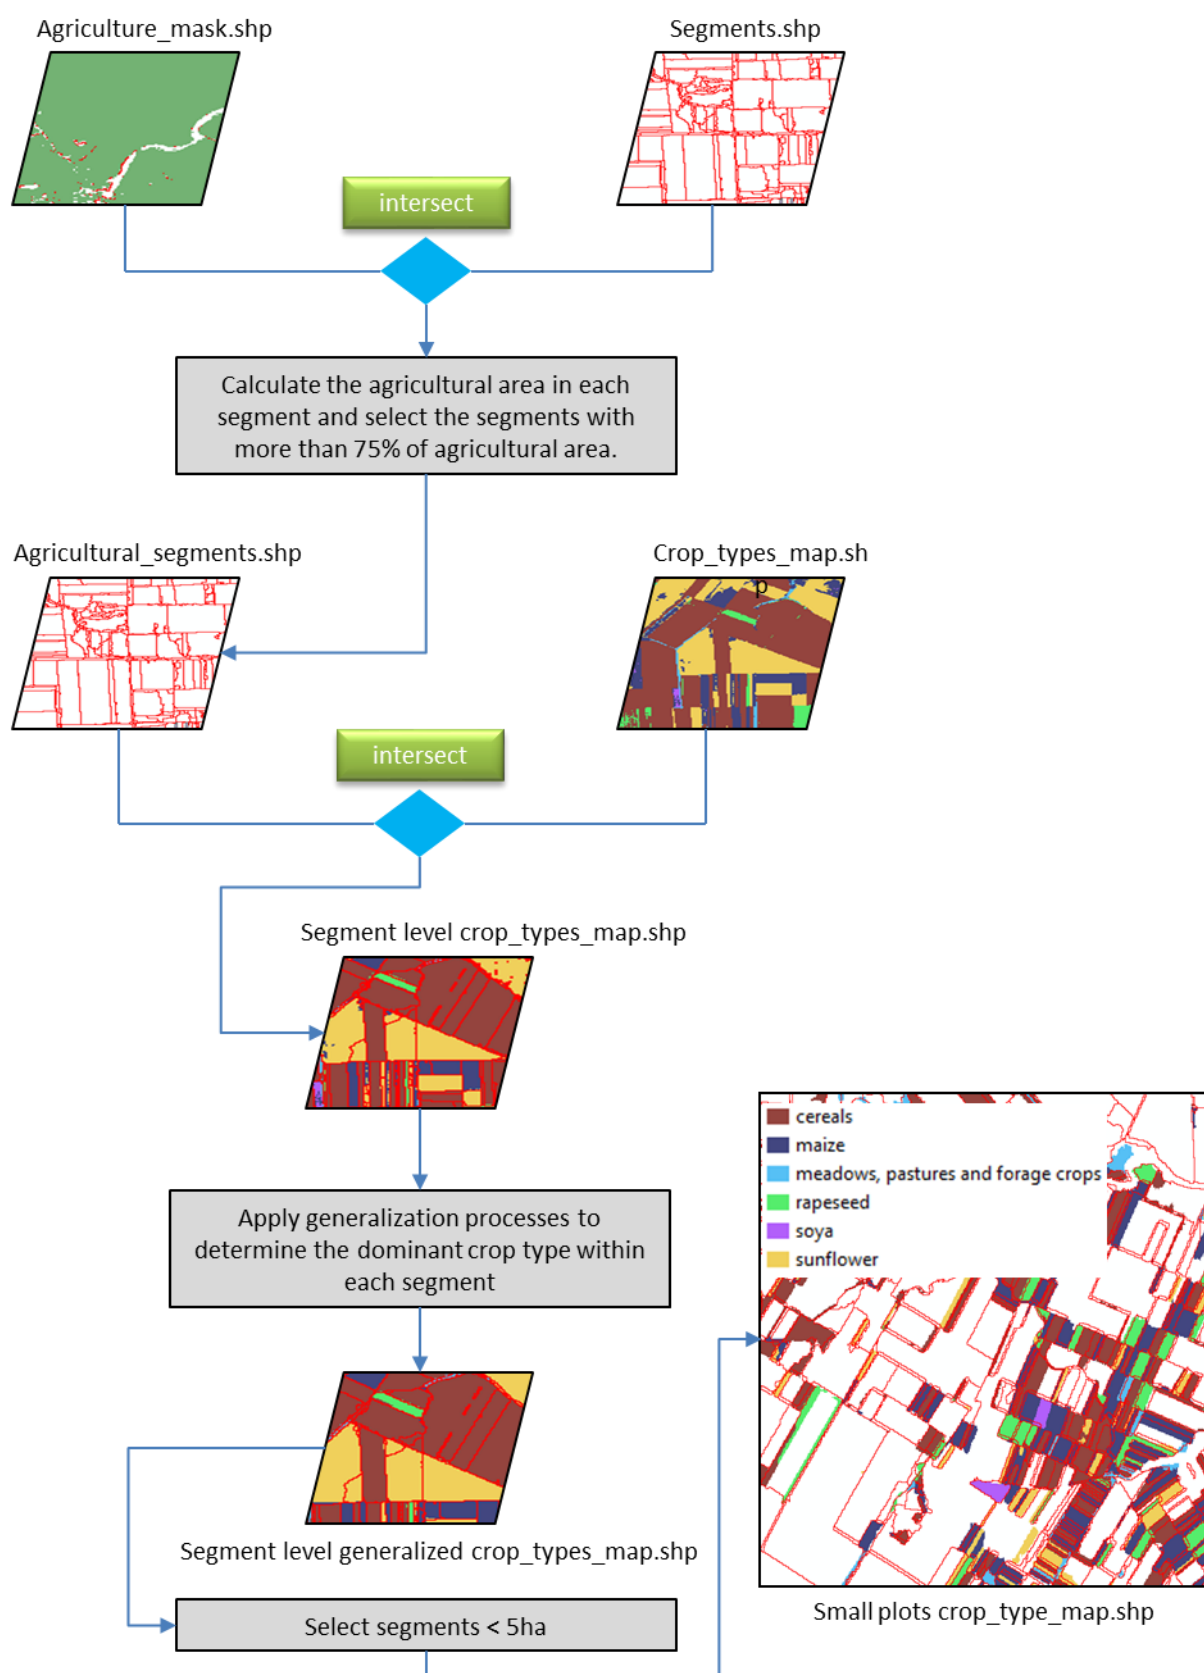 Agriculture_mask.shp
Segments.shp
intersect
Calculate the agricultural area in each
segment and select the segments with
more than 75% of agricultural area.
Agricultural_segments.shp
Crop_types_map.sh
p
intersect
Segment level crop_types_map.shp
Apply generalization processes to
determine the dominant crop type within
each segment
Segment level generalized crop_types_map.shp
Select segments < 5ha
cereals
maize
meadows, pastures and forage crops
rapeseed
soya
sunflower
Small plots crop_type_map.shp